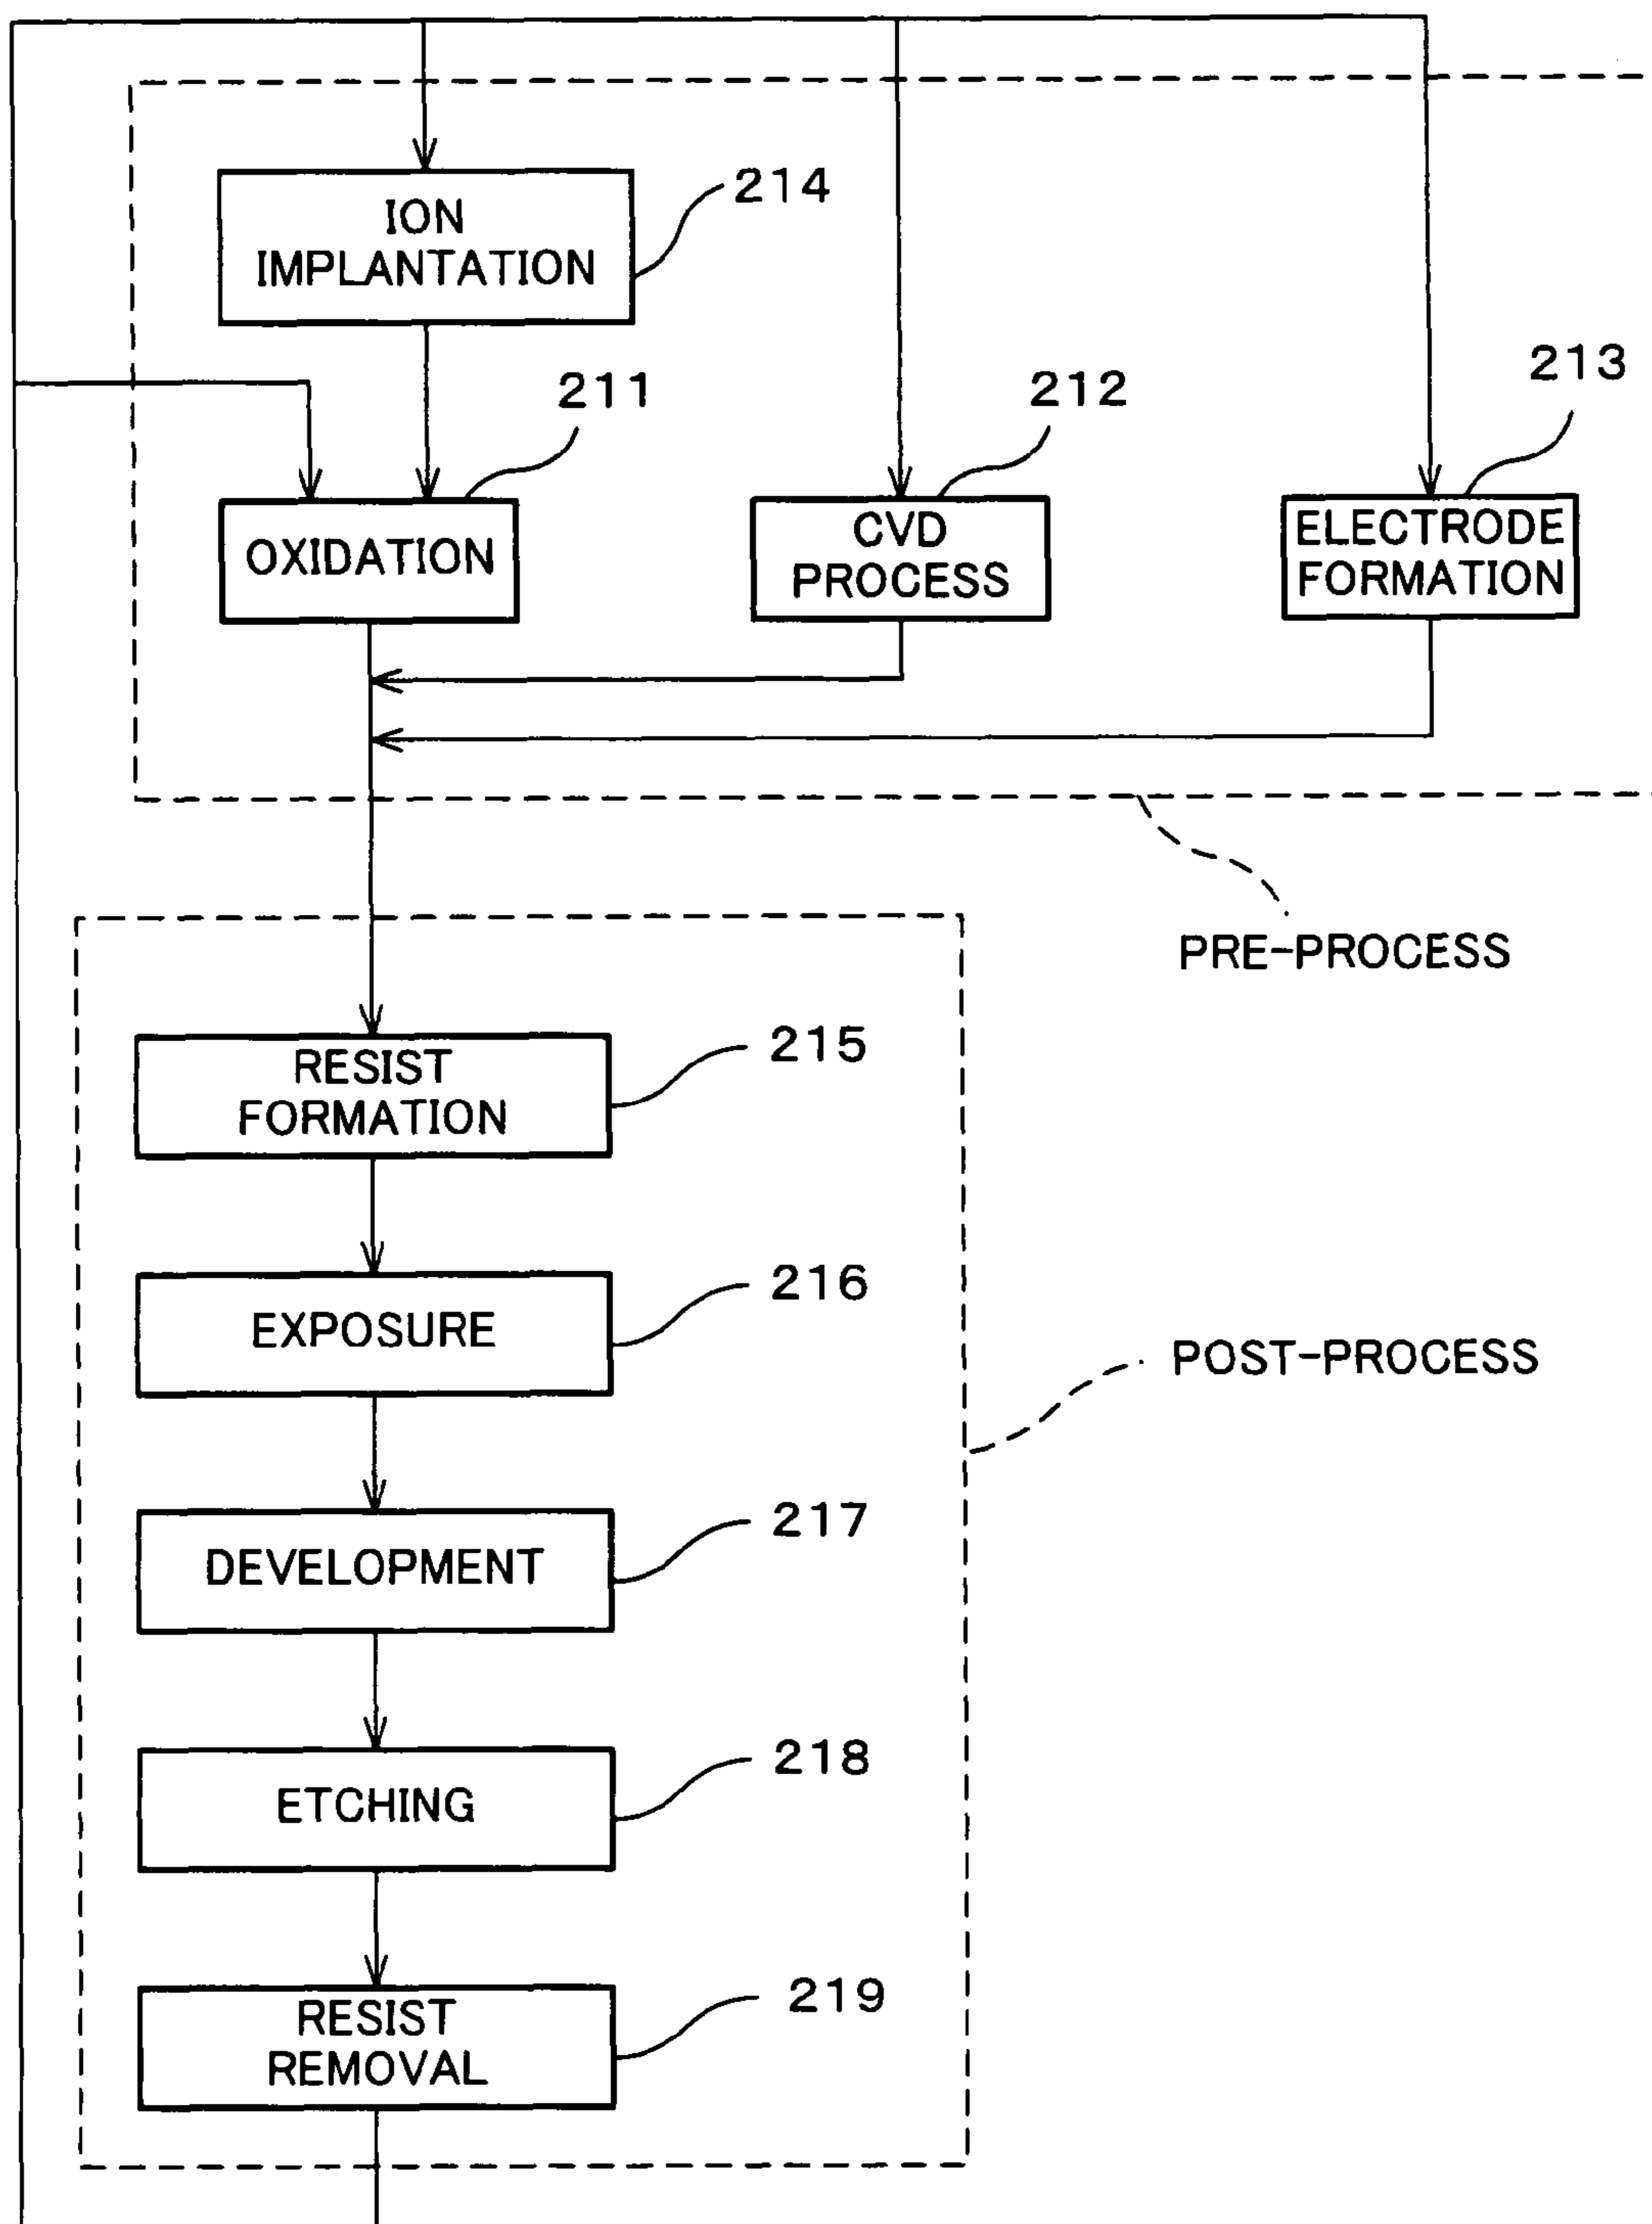 214
ION
IMPLANTATION
211
212
213
OXIDATION
CVD
PROCESS
ELECTRODE
FORMATION
PRE-PROCESS
215
RESIST
FORMATION
216
EXPOSURE
POST-PROCESS
217
DEVELOPMENT
218
ETCHING
219
RESIST
REMOVAL